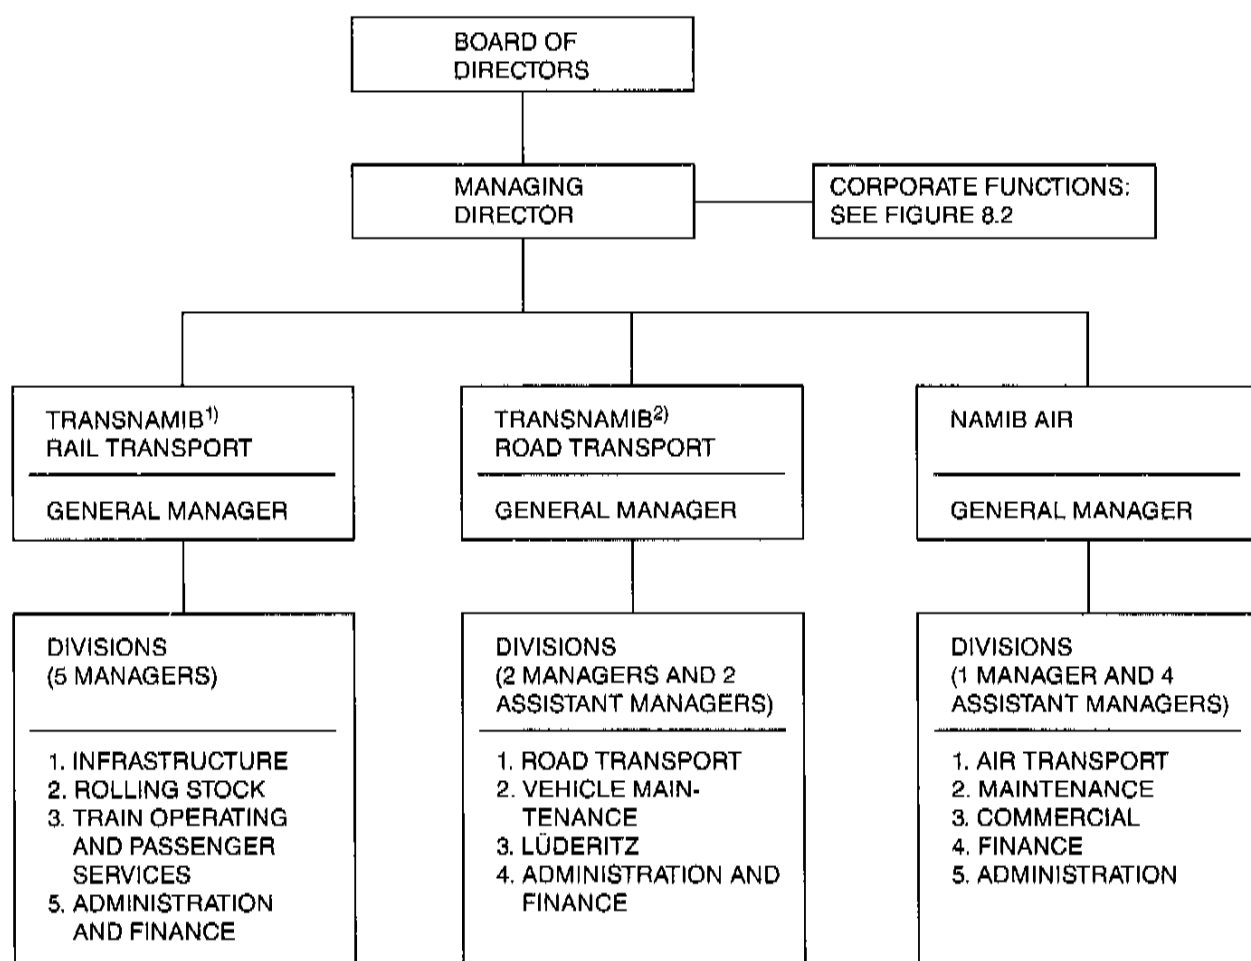 BOARD OF
DIRECTORS
MANAGING
DIRECTOR
CORPORATE FUNCTIONS:
SEE FIGURE 8.2
TRANSNAMIB1)
RAIL TRANSPORT
GENERAL MANAGER
TRANSNAMIB2)
ROAD TRANSPORT
GENERAL MANAGER
NAMIB AIR
GENERAL MANAGER
DIVISIONS
(5 MANAGERS)
1. INFRASTRUCTURE
2. ROLLING STOCK
3. TRAIN OPERATING
AND PASSENGER
SERVICES
5. ADMINISTRATION
AND FINANCE
DIVISIONS
(2 MANAGERS AND 2
ASSISTANT MANAGERS)
1. ROAD TRANSPORT
2. VEHICLE MAIN-
TENANCE
3. LÜDERITZ
4. ADMINISTRATION AND
FINANCE
DIVISIONS
(1 MANAGER AND 4
ASSISTANT MANAGERS)
1. AIR TRANSPORT
2. MAINTENANCE
3. COMMERCIAL
4. FINANCE
5. ADMINISTRATION